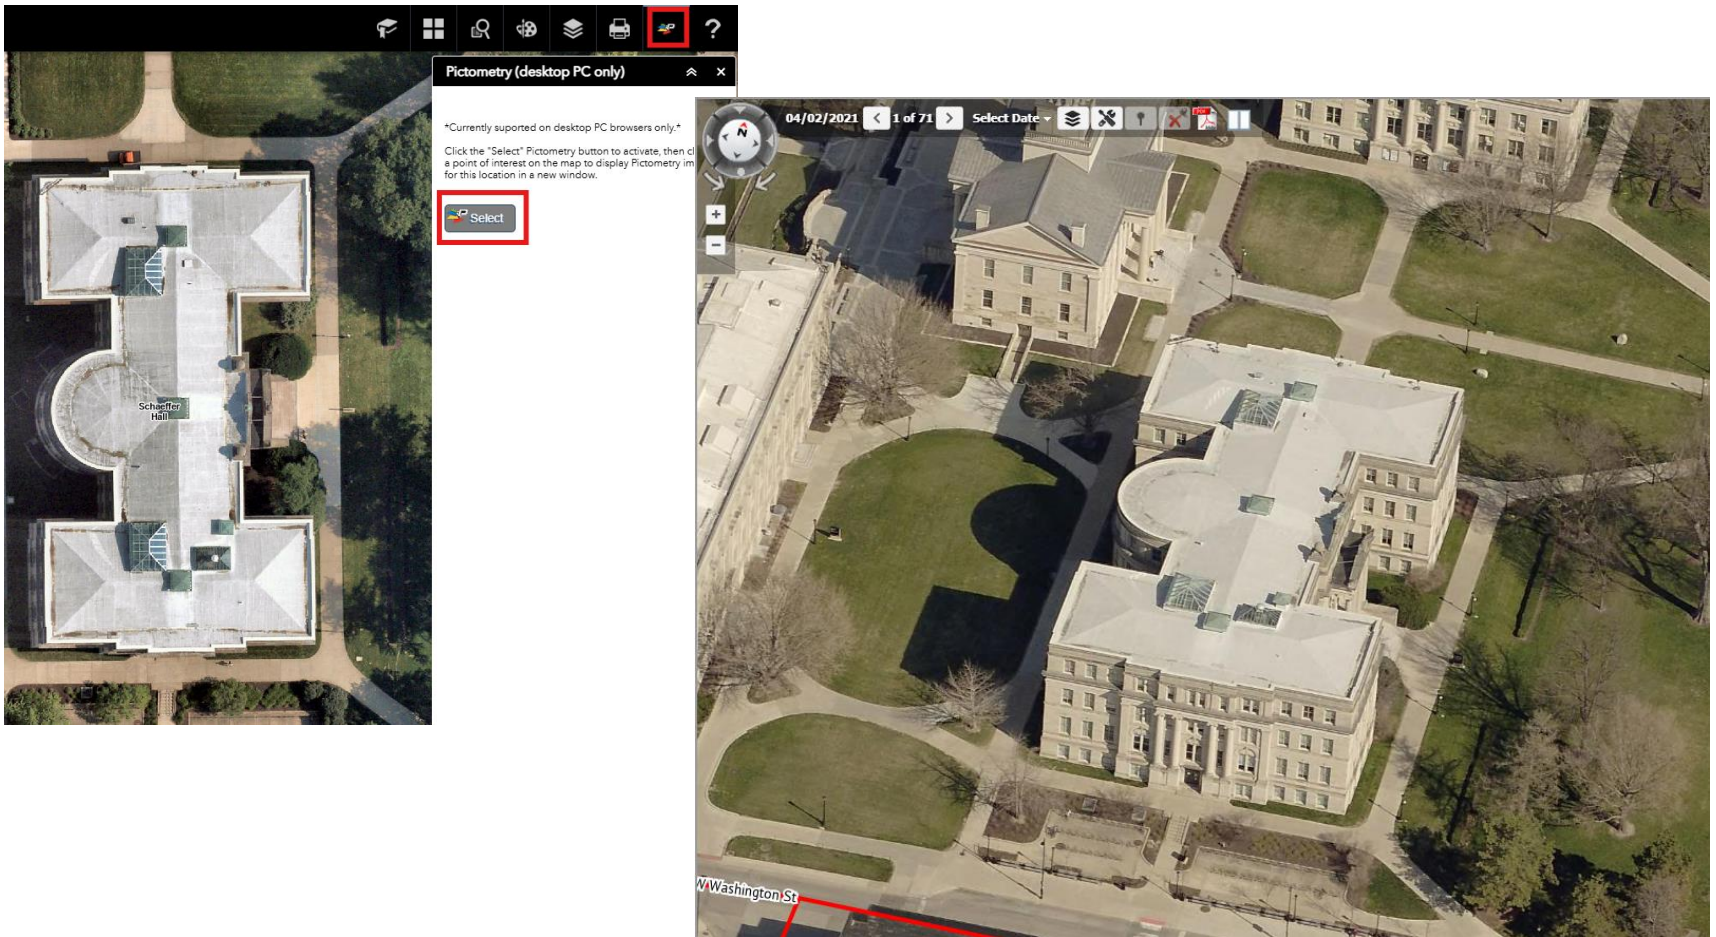 ?
Pictometry (desktop PC only)
*Currently suported on desktop PC browsers only.*
Click the "Select" Pictometry button to activate, then cl
a point of interest on the map to display Pictometry im
for this location in a new window.
Select
Schaeffer
Hall
N
04/02/2021
1 of 71
Select Date
PDF
W Washington St